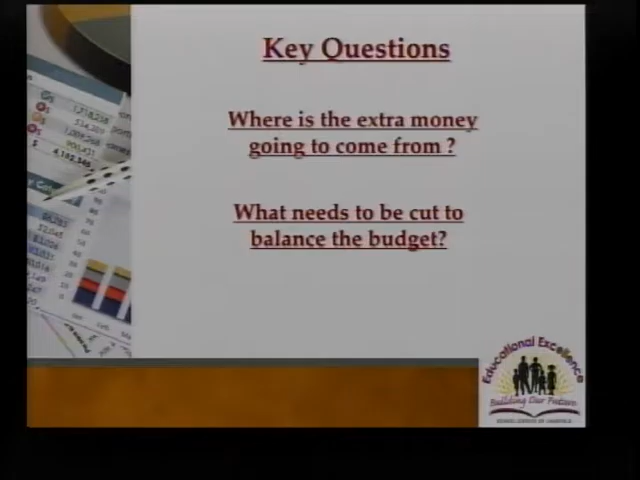 Key Questions
Where is the extra money
going to come from ?
What needs to be cut to
balance the budget?
Educational Excellence
Building Our Future